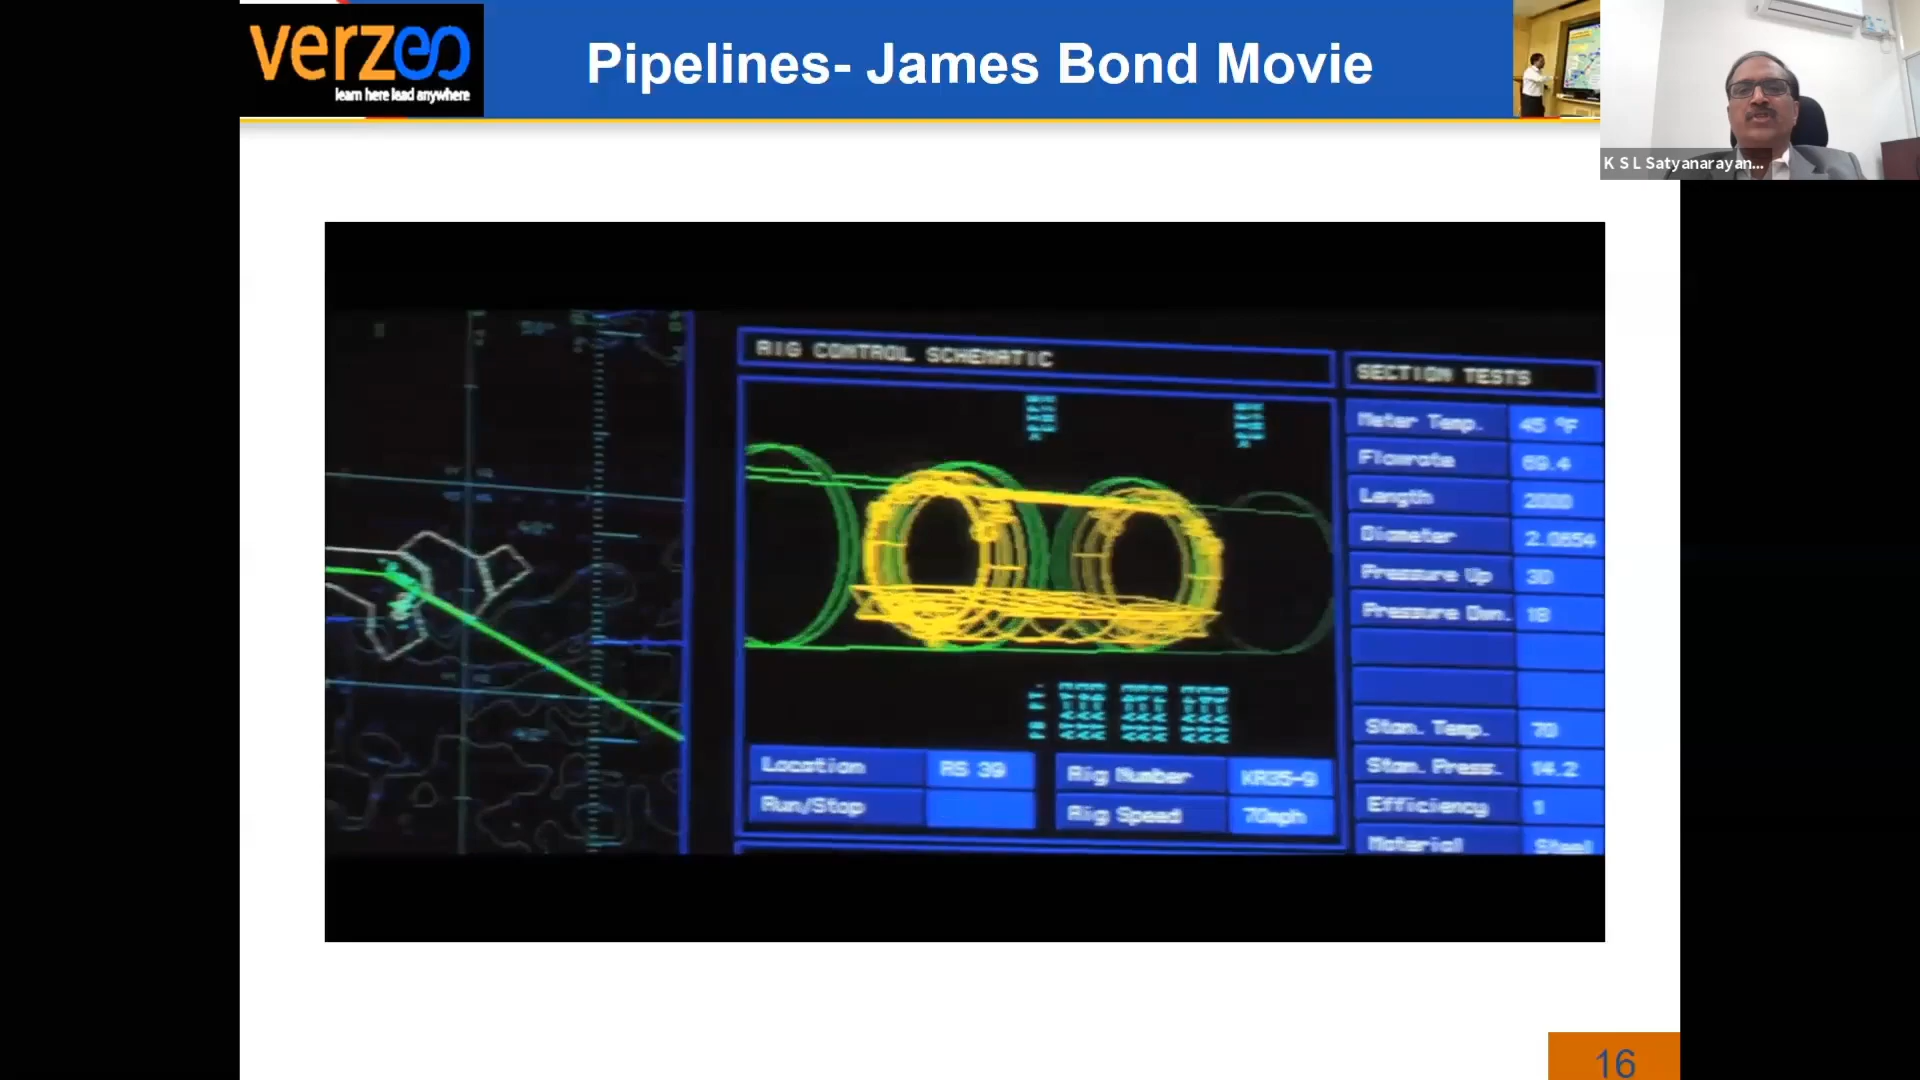 verzeo
learn here lead anywhere
Pipelines- James Bond Movie
K S L Satyanarayan...
RIG CONTROL SCHEMATIC
SECTION TESTS
Meter Temp. 45 °F
Flowrate 69.4
Length 2000
Diameter 2.0654
Pressure Up 30
Pressure Dwn. 18
Stan. Temp. 70
Stan. Press. 14.2
Efficiency 1
Material Steel
Location RS 39
Rig Number KR35-9
Run/Stop
Rig Speed 70mph
16